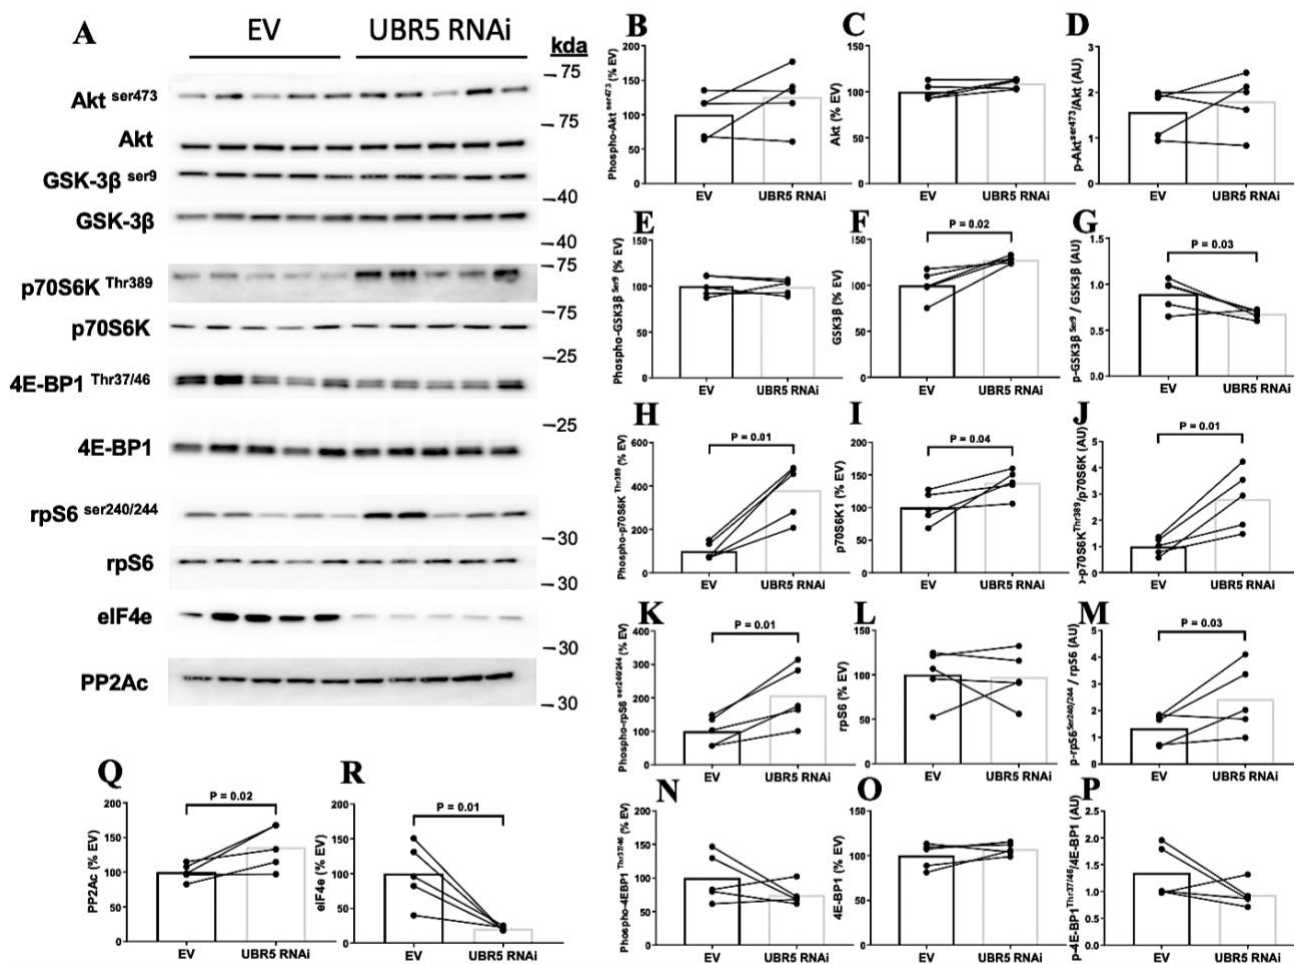 A
EV
UBR5 RNAi
kda
Akt ser473
Akt
GSK-3β ser9
GSK-3β
p70S6K Thr389
p70S6K
4E-BP1 Thr37/46
4E-BP1
rpS6 ser240/244
rpS6
eIF4e
PP2Ac
75
75
40
40
75
75
25
25
30
30
30
30
B
Phospho-Akt ser473 (% EV)
200
150
100
50
0
EV
UBR5 RNAi
C
Akt (% EV)
150
100
50
0
EV
UBR5 RNAi
D
p-Aktser473/Akt (AU)
3
2
1
0
EV
UBR5 RNAi
E
Phospho-GSK3β Ser9 (% EV)
150
100
50
0
EV
UBR5 RNAi
F
P = 0.02
GSK3β (% EV)
150
100
50
0
EV
UBR5 RNAi
G
P = 0.03
p-GSK3β Ser9 / GSK3β (AU)
1.5
1.0
0.5
0.0
EV
UBR5 RNAi
H
P = 0.01
Phospho-p70S6K Thr389 (% EV)
600
400
200
0
EV
UBR5 RNAi
I
P = 0.04
p70S6K1 (% EV)
200
150
100
50
0
EV
UBR5 RNAi
J
P = 0.01
p-p70S6KThr389/p70S6K (AU)
5
4
3
2
1
0
EV
UBR5 RNAi
K
P = 0.01
Phospho-rpS6 ser240/244 (% EV)
400
300
200
100
0
EV
UBR5 RNAi
L
rpS6 (% EV)
150
100
50
0
EV
UBR5 RNAi
M
P = 0.03
p-rpS6Ser240/244 / rpS6 (AU)
5
4
3
2
1
0
EV
UBR5 RNAi
N
Phospho-4EBP1 Thr37/46 (% EV)
200
150
100
50
0
EV
UBR5 RNAi
O
4E-BP1 (% EV)
150
100
50
0
EV
UBR5 RNAi
P
p-4E-BP1Thr37/46/4E-BP1 (AU)
2.5
2.0
1.5
1.0
0.5
0.0
EV
UBR5 RNAi
Q
P = 0.02
PP2Ac (% EV)
200
150
100
50
0
EV
UBR5 RNAi
R
P = 0.01
eIF4e (% EV)
200
150
100
50
0
EV
UBR5 RNAi